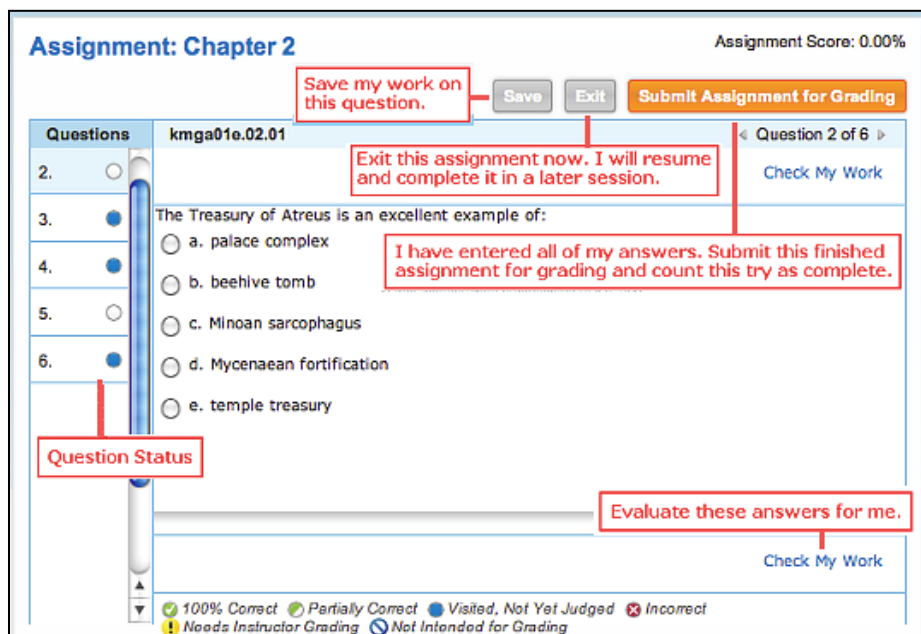 Assignment: Chapter 2
Assignment Score: 0.00%
Save my work on
this question.
Save
Exit
Submit Assignment for Grading
Questions
kmga01e.02.01
Question 2 of 6
Exit this assignment now. I will resume
and complete it in a later session.
Check My Work
2.
3.
4.
5.
6.
The Treasury of Atreus is an excellent example of:
a. palace complex
I have entered all of my answers. Submit this finished
assignment for grading and count this try as complete.
b. beehive tomb
c. Minoan sarcophagus
d. Mycenaean fortification
e. temple treasury
Question Status
Evaluate these answers for me.
Check My Work
100% Correct Partially Correct Visited, Not Yet Judged Incorrect
Needs Instructor Grading Not Intended for Grading